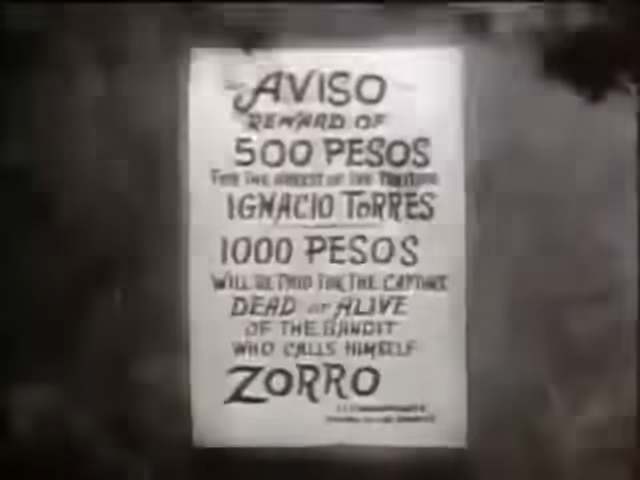 AVISO
REWARD OF
500 PESOS
FOR THE ARREST OF THE TRAITOR
IGNACIO TORRES
1000 PESOS
WILL BE PAID FOR THE CAPTURE
DEAD or ALIVE
OF THE BANDIT
WHO CALLS HIMSELF
ZORRO